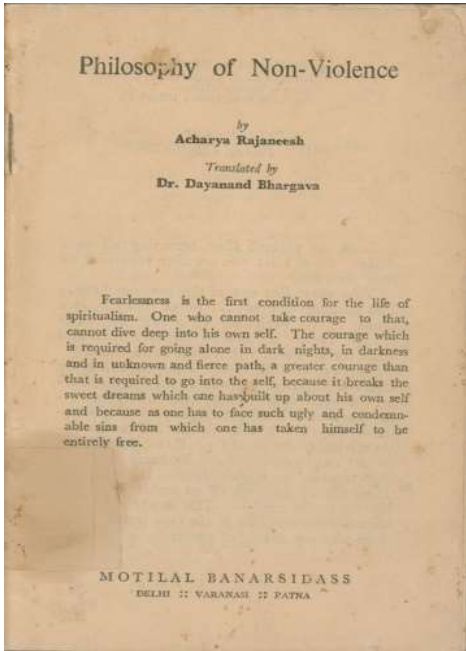 Philosophy of Non-Violence
by
Acharya Rajaneesh
Translated by
Dr. Dayanand Bhargava
Fearlessness is the first condition for the life of
spiritualism. One who cannot take courage to that,
cannot dive deep into his own self. The courage which
is required for going alone in dark nights, in darkness
and in unknown and fierce path, a greater courage than
that is required to go into the self, because it breaks the
sweet dreams which one has built up about his own self
and because as one has to face such ugly and condemn-
able sins from which one has taken himself to be
entirely free.
MOTILAL BANARSIDASS
DELHI :: VARANASI :: PATNA